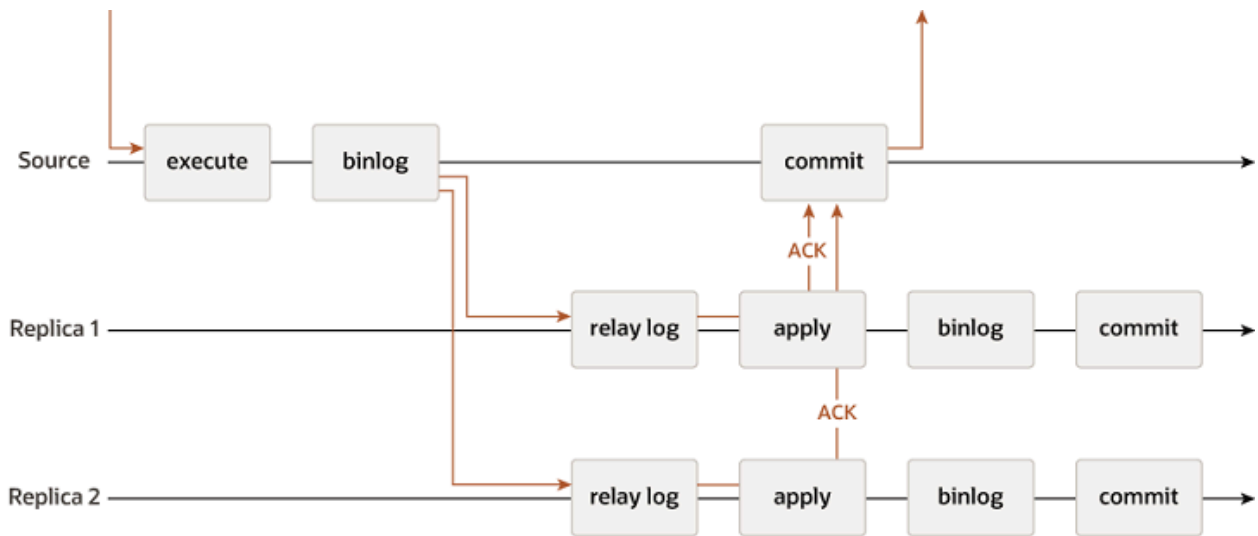 Source execute binlog commit
ACK
Replica 1 relay log apply binlog commit
ACK
Replica 2 relay log apply binlog commit